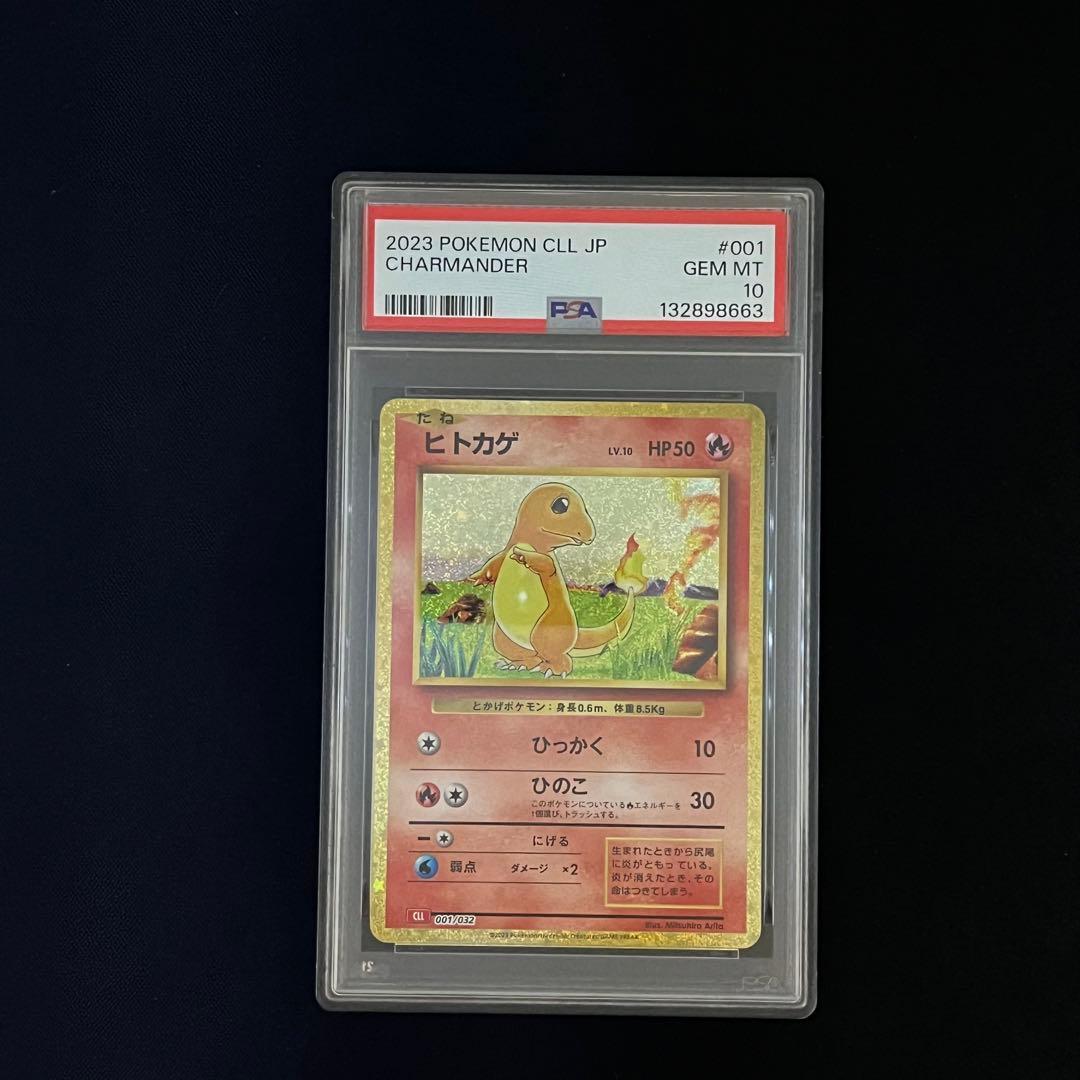 2023 POKEMON CLL JP
#001
CHARMANDER
GEM MT
10
PSA
132898663
たね
ヒトカゲ
LV.10
HP50
とかげポケモン：身長0.6m、体重8.5Kg
ひっかく
10
ひのこ
30
このポケモンについている🔥エネルギーを
1個選び、トラッシュする。
にげる
弱点
ダメージ ×2
生まれたときから尻尾
に炎がともっている。
炎が消えたとき、その
命はつきてしまう。
CLL 001/032
Illus. Mitsuhiro Arita
©2023 Pokémon/Nintendo/Creatures/GAME FREAK